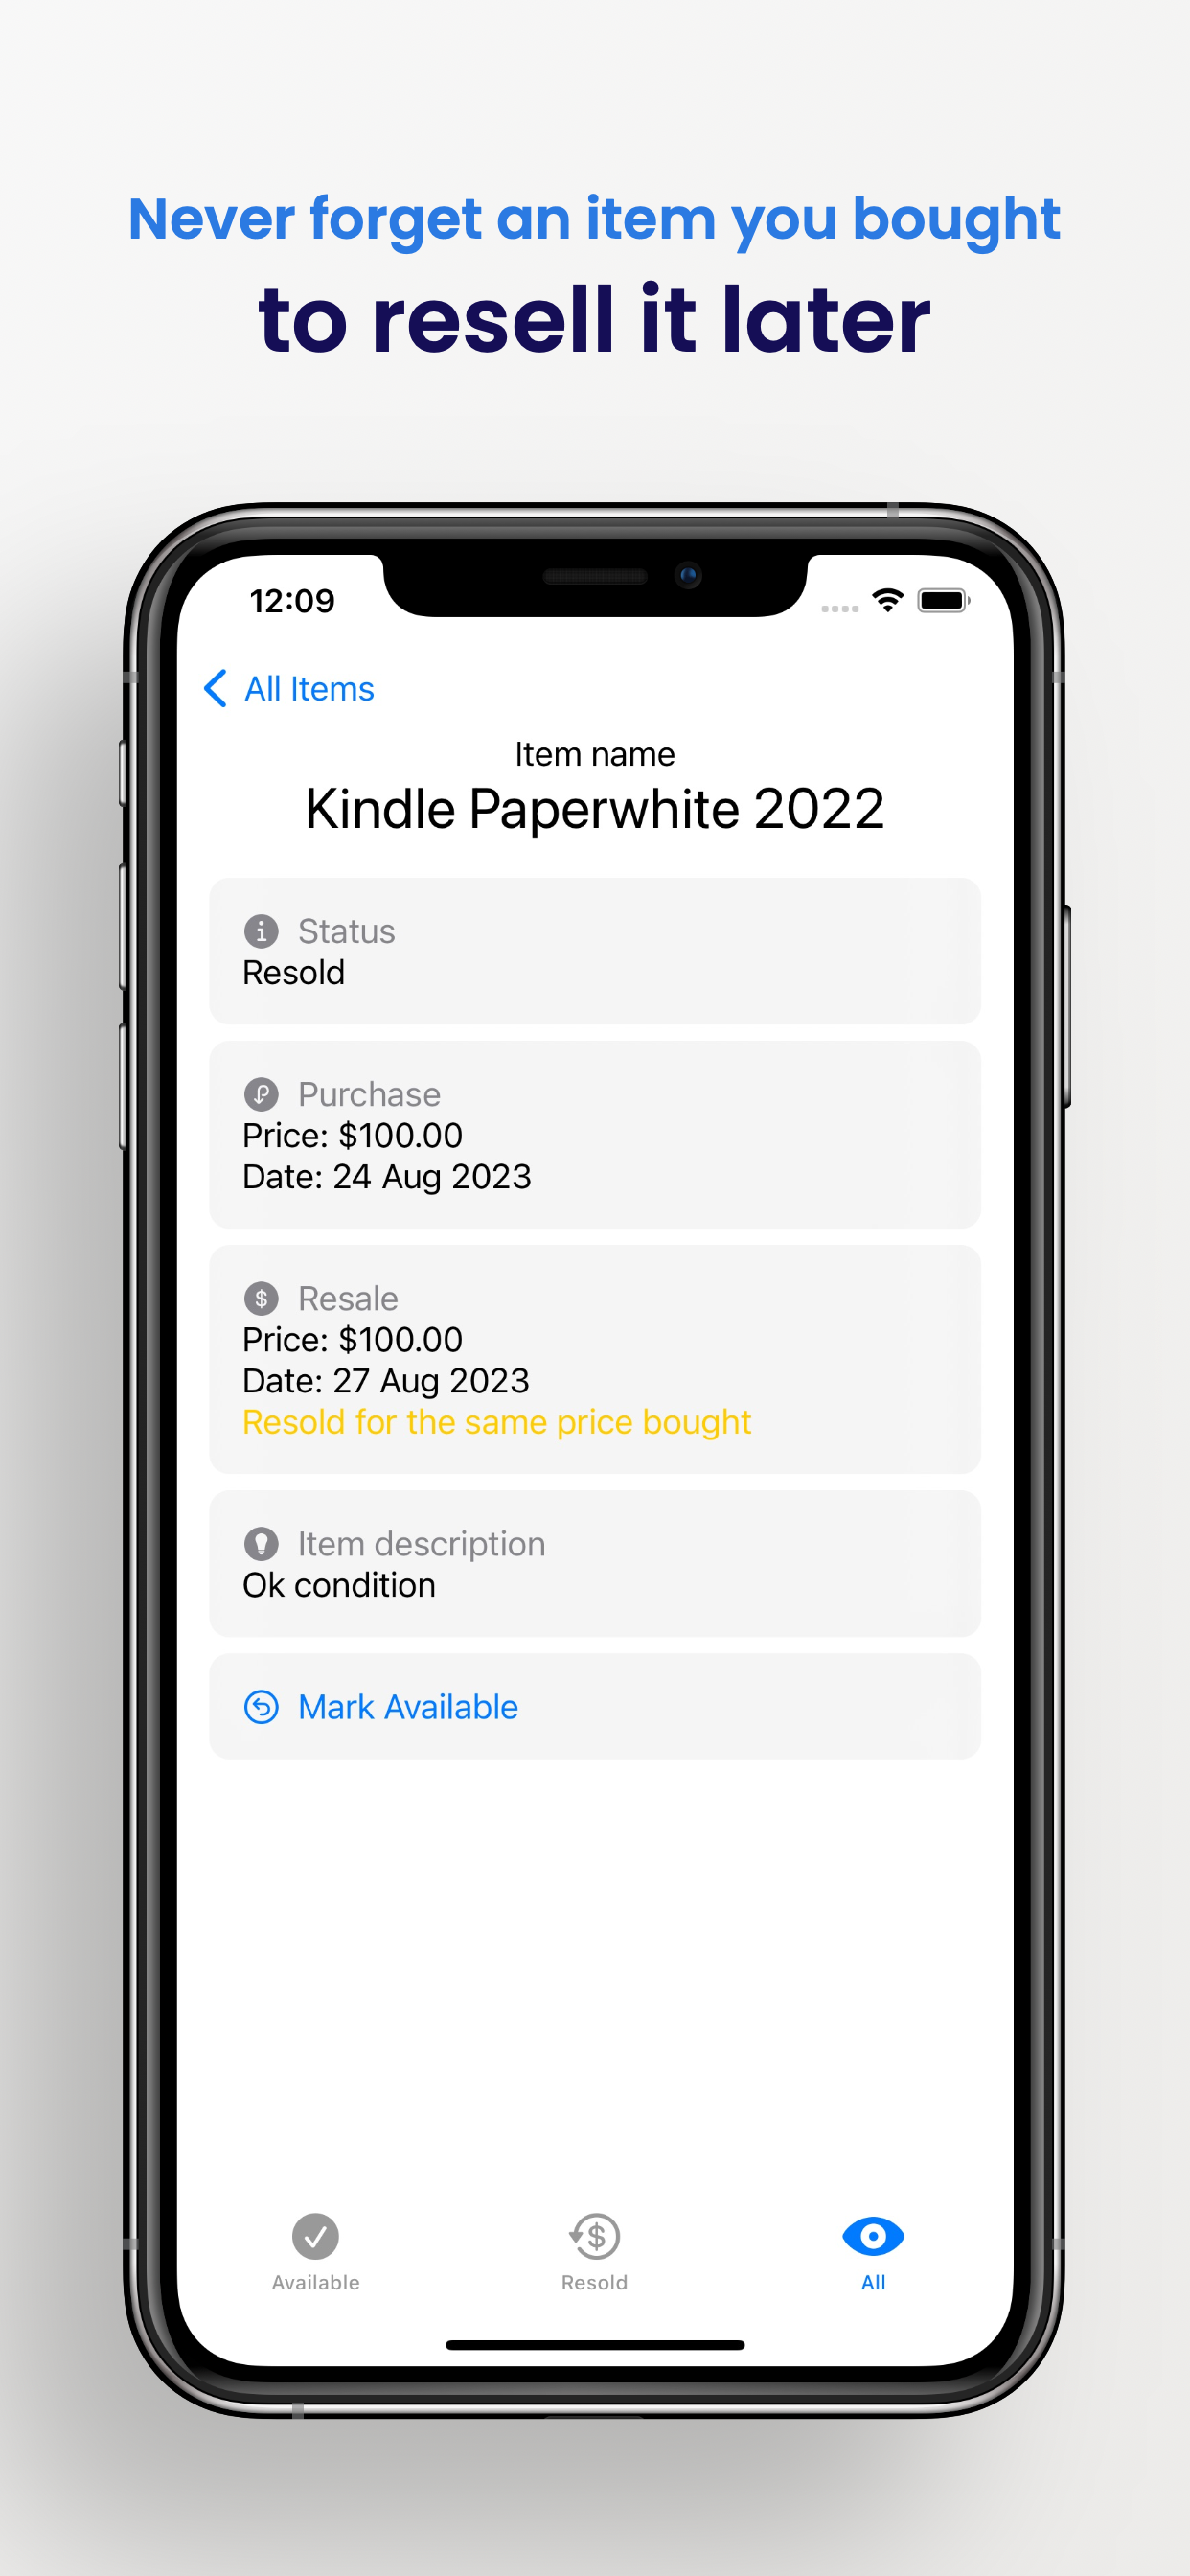 Never forget an item you bought
to resell it later
12:09
All Items
Item name
Kindle Paperwhite 2022
Status
Resold
Purchase
Price: $100.00
Date: 24 Aug 2023
Resale
Price: $100.00
Date: 27 Aug 2023
Resold for the same price bought
Item description
Ok condition
Mark Available
Available
Resold
All